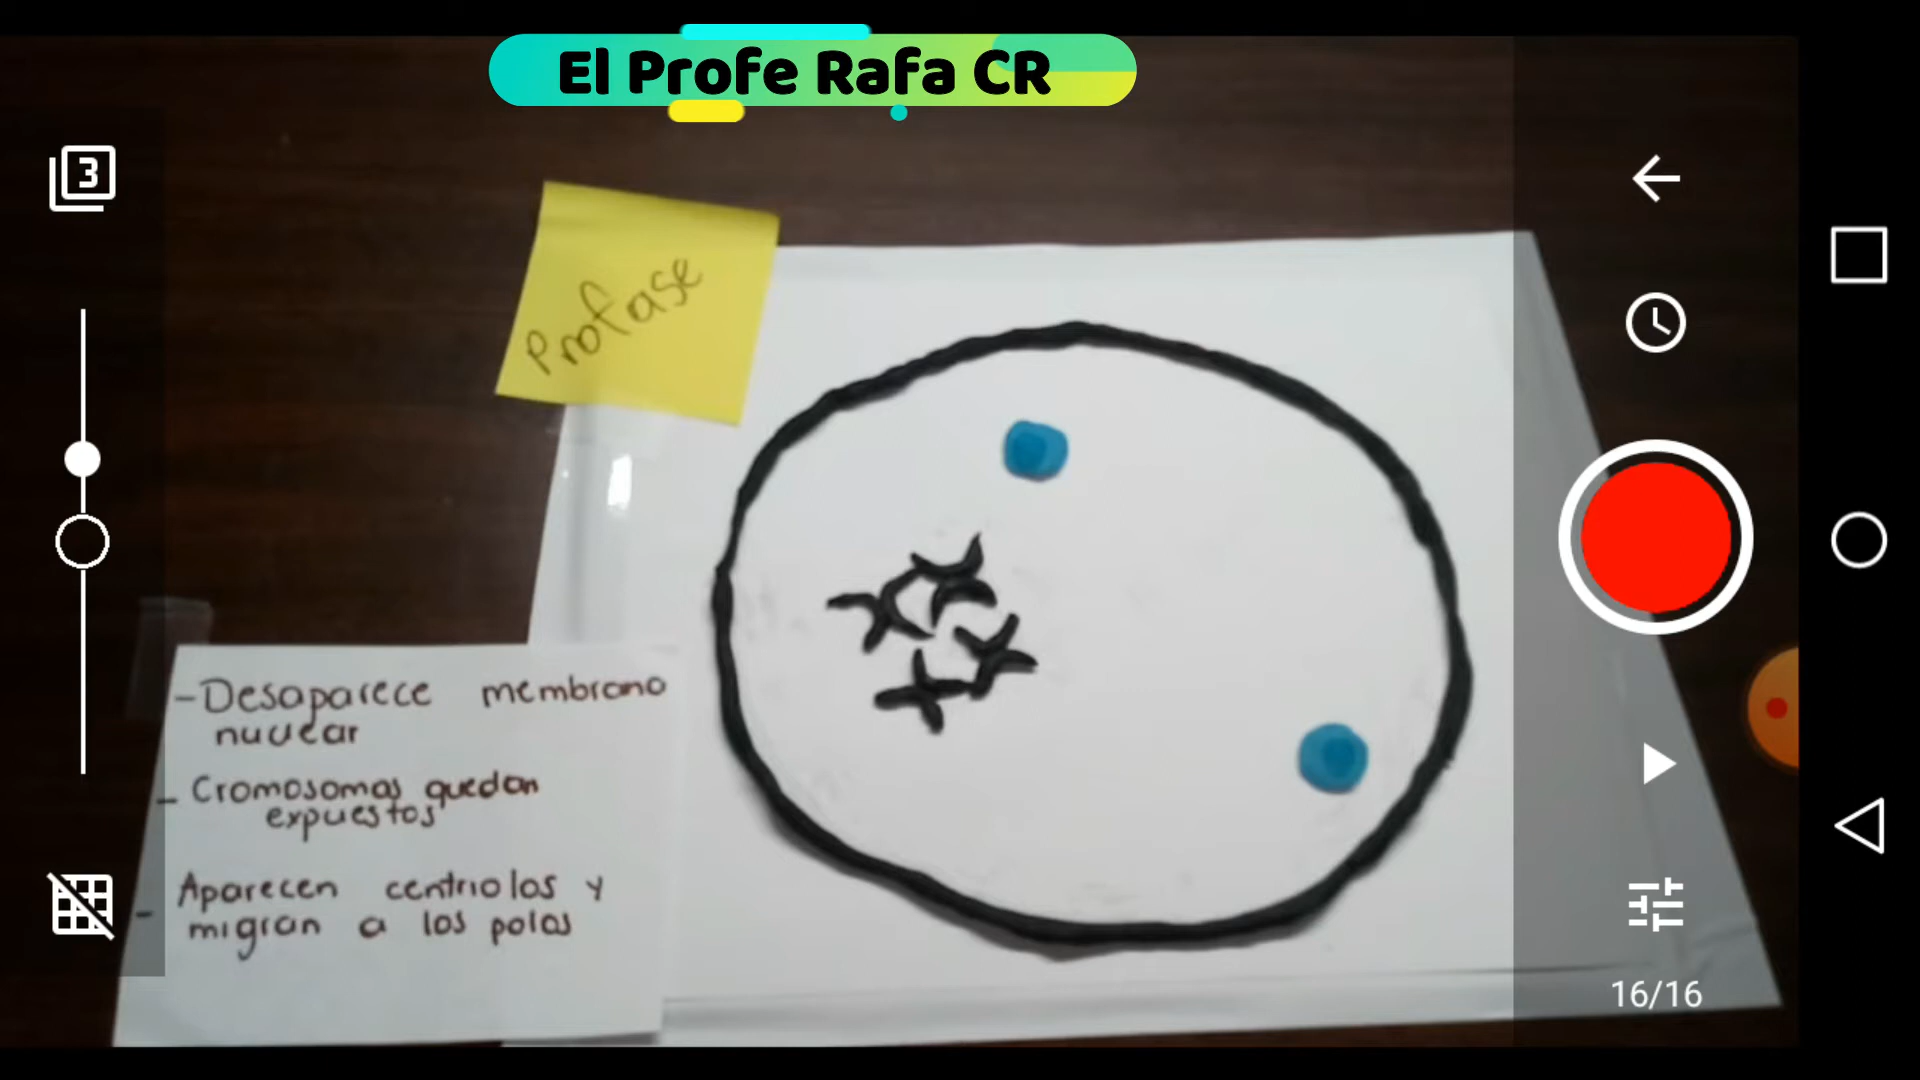 El Profe Rafa CR
3
Profase
- Desaparece membrana
nuclear
- Cromosomas quedan
expuestos
- Aparecen centriolos y
migran a los polos
16/16